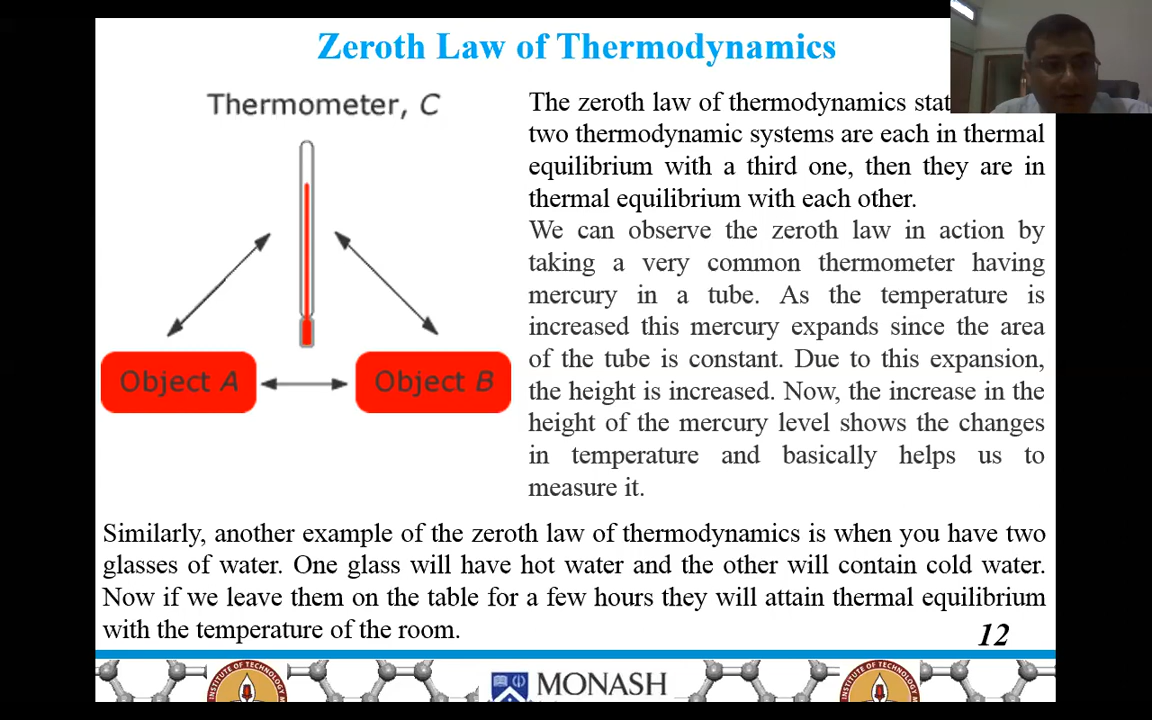 Zeroth Law of Thermodynamics
Thermometer, C
Object A
Object B
The zeroth law of thermodynamics
two thermodynamic systems are each in thermal
equilibrium with a third one, then they are in
thermal equilibrium with each other.
We can observe the zeroth law in action by
taking a very common thermometer having
mercury in a tube. As the temperature is
increased this mercury expands since the area
of the tube is constant. Due to this expansion,
the height is increased. Now, the increase in the
height of the mercury level shows the changes
in temperature and basically helps us to
measure it.
Similarly, another example of the zeroth law of thermodynamics is when you have two
glasses of water. One glass will have hot water and the other will contain cold water.
Now if we leave them on the table for a few hours they will attain thermal equilibrium
with the temperature of the room.
12
INSTITUTE OF TECHNOLOGY
MONASH
INSTITUTE OF TECHNOLOGY